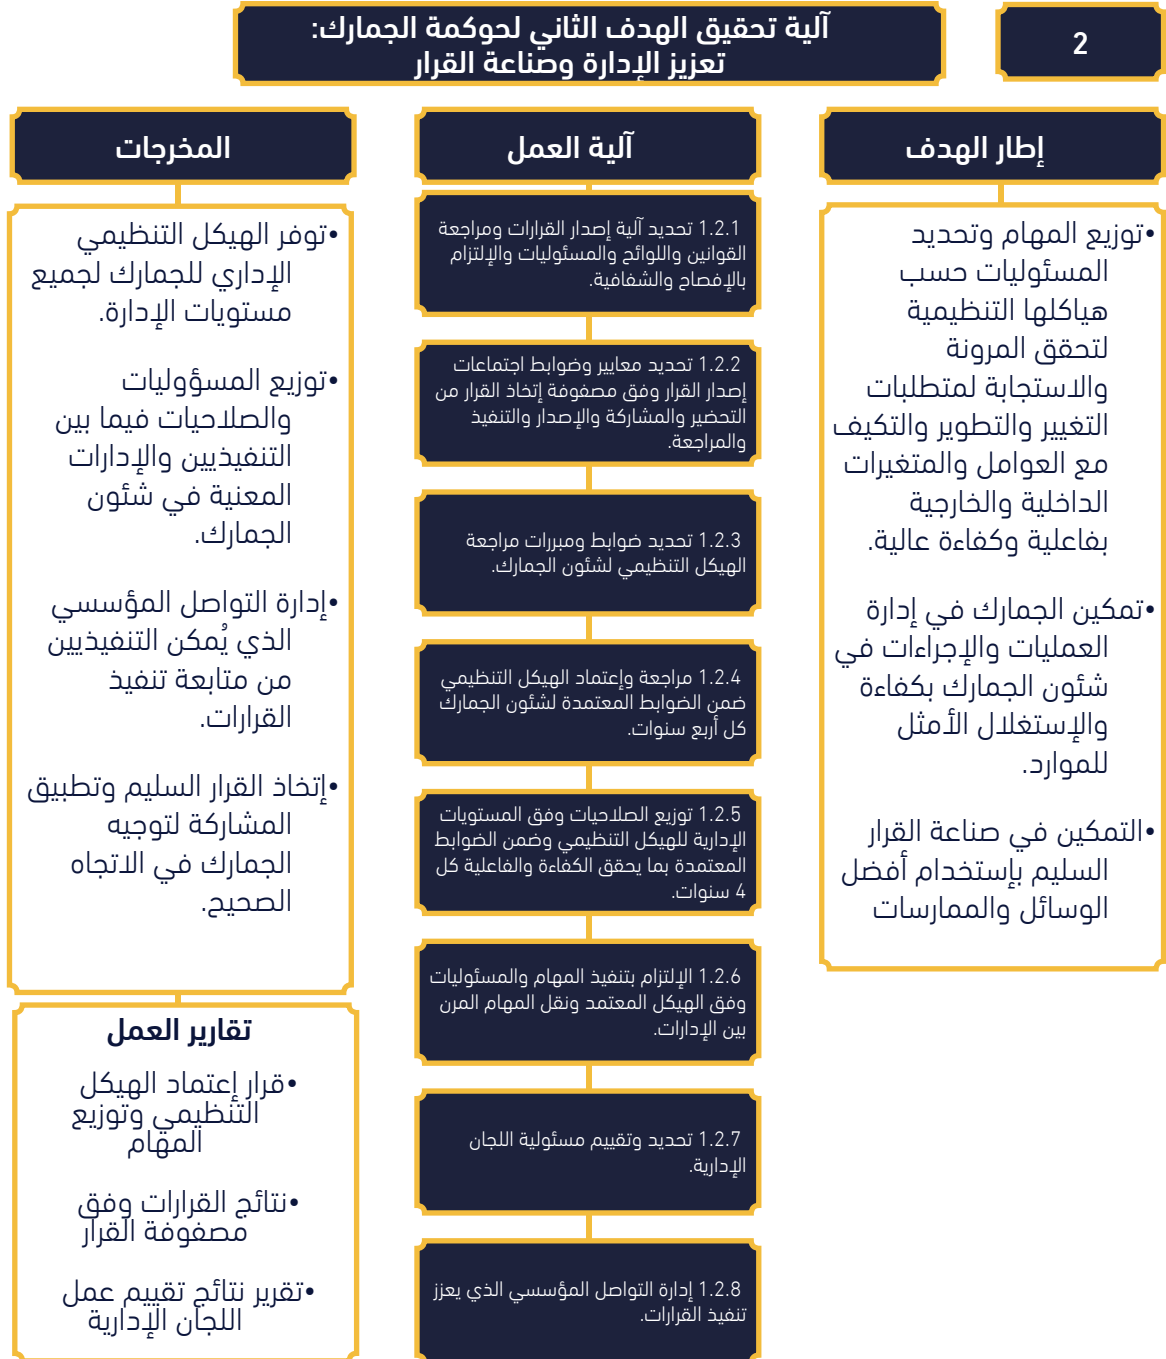 2
آلية تحقيق الهدف الثاني لحوكمة الجمارك:
تعزيز الإدارة وصناعة القرار
إطار الهدف
•توزيع المهام وتحديد
المسئوليات حسب
هياكلها التنظيمية
لتحقق المرونة
والاستجابة لمتطلبات
التغيير والتطوير والتكيف
مع العوامل والمتغيرات
الداخلية والخارجية
بفاعلية وكفاءة عالية.
•تمكين الجمارك في إدارة
العمليات والإجراءات في
شئون الجمارك بكفاءة
والإستغلال الأمثل
للموارد.
•التمكين في صناعة القرار
السليم بإستخدام أفضل
الوسائل والممارسات
آلية العمل
1.2.1 تحديد آلية إصدار القرارات ومراجعة
القوانين واللوائح والمسئوليات والإلتزام
بالإفصاح والشفافية.
1.2.2 تحديد معايير وضوابط اجتماعات
إصدار القرار وفق مصفوفة إتخاذ القرار من
التحضير والمشاركة والإصدار والتنفيذ
والمراجعة.
1.2.3 تحديد ضوابط ومبررات مراجعة
الهيكل التنظيمي لشئون الجمارك.
1.2.4 مراجعة وإعتماد الهيكل التنظيمي
ضمن الضوابط المعتمدة لشئون الجمارك
كل أربع سنوات.
1.2.5 توزيع الصلاحيات وفق المستويات
الإدارية للهيكل التنظيمي وضمن الضوابط
المعتمدة بما يحقق الكفاءة والفاعلية كل
4 سنوات.
1.2.6 الإلتزام بتنفيذ المهام والمسئوليات
وفق الهيكل المعتمد ونقل المهام المرن
بين الإدارات.
1.2.7 تحديد وتقييم مسئولية اللجان
الإدارية.
1.2.8 إدارة التواصل المؤسسي الذي يعزز
تنفيذ القرارات.
المخرجات
•توفر الهيكل التنظيمي
الإداري للجمارك لجميع
مستويات الإدارة.
•توزيع المسؤوليات
والصلاحيات فيما بين
التنفيذيين والإدارات
المعنية في شئون
الجمارك.
•إدارة التواصل المؤسسي
الذي يُمكن التنفيذيين
من متابعة تنفيذ
القرارات.
•إتخاذ القرار السليم وتطبيق
المشاركة لتوجيه
الجمارك في الاتجاه
الصحيح.
تقارير العمل
•قرار إعتماد الهيكل
التنظيمي وتوزيع
المهام
•نتائج القرارات وفق
مصفوفة القرار
•تقرير نتائج تقييم عمل
اللجان الإدارية